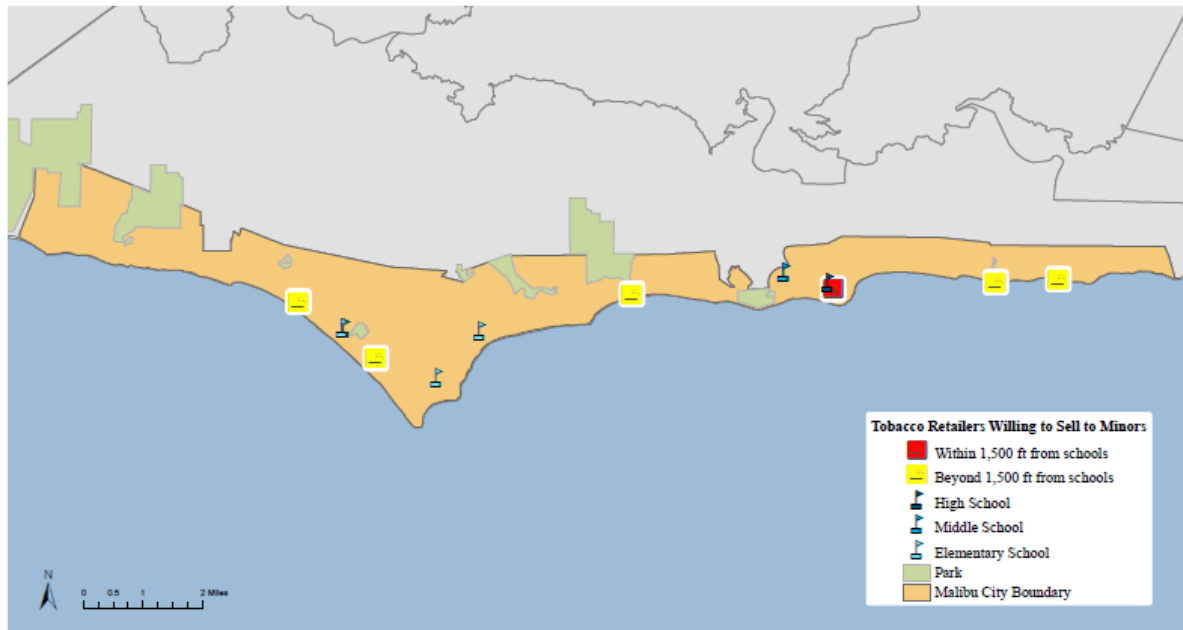 Tobacco Retailers Willing to Sell to Minors
Within 1,500 ft from schools
Beyond 1,500 ft from schools
High School
Middle School
Elementary School
Park
Malibu City Boundary
N
0 0.5 1 2 Miles